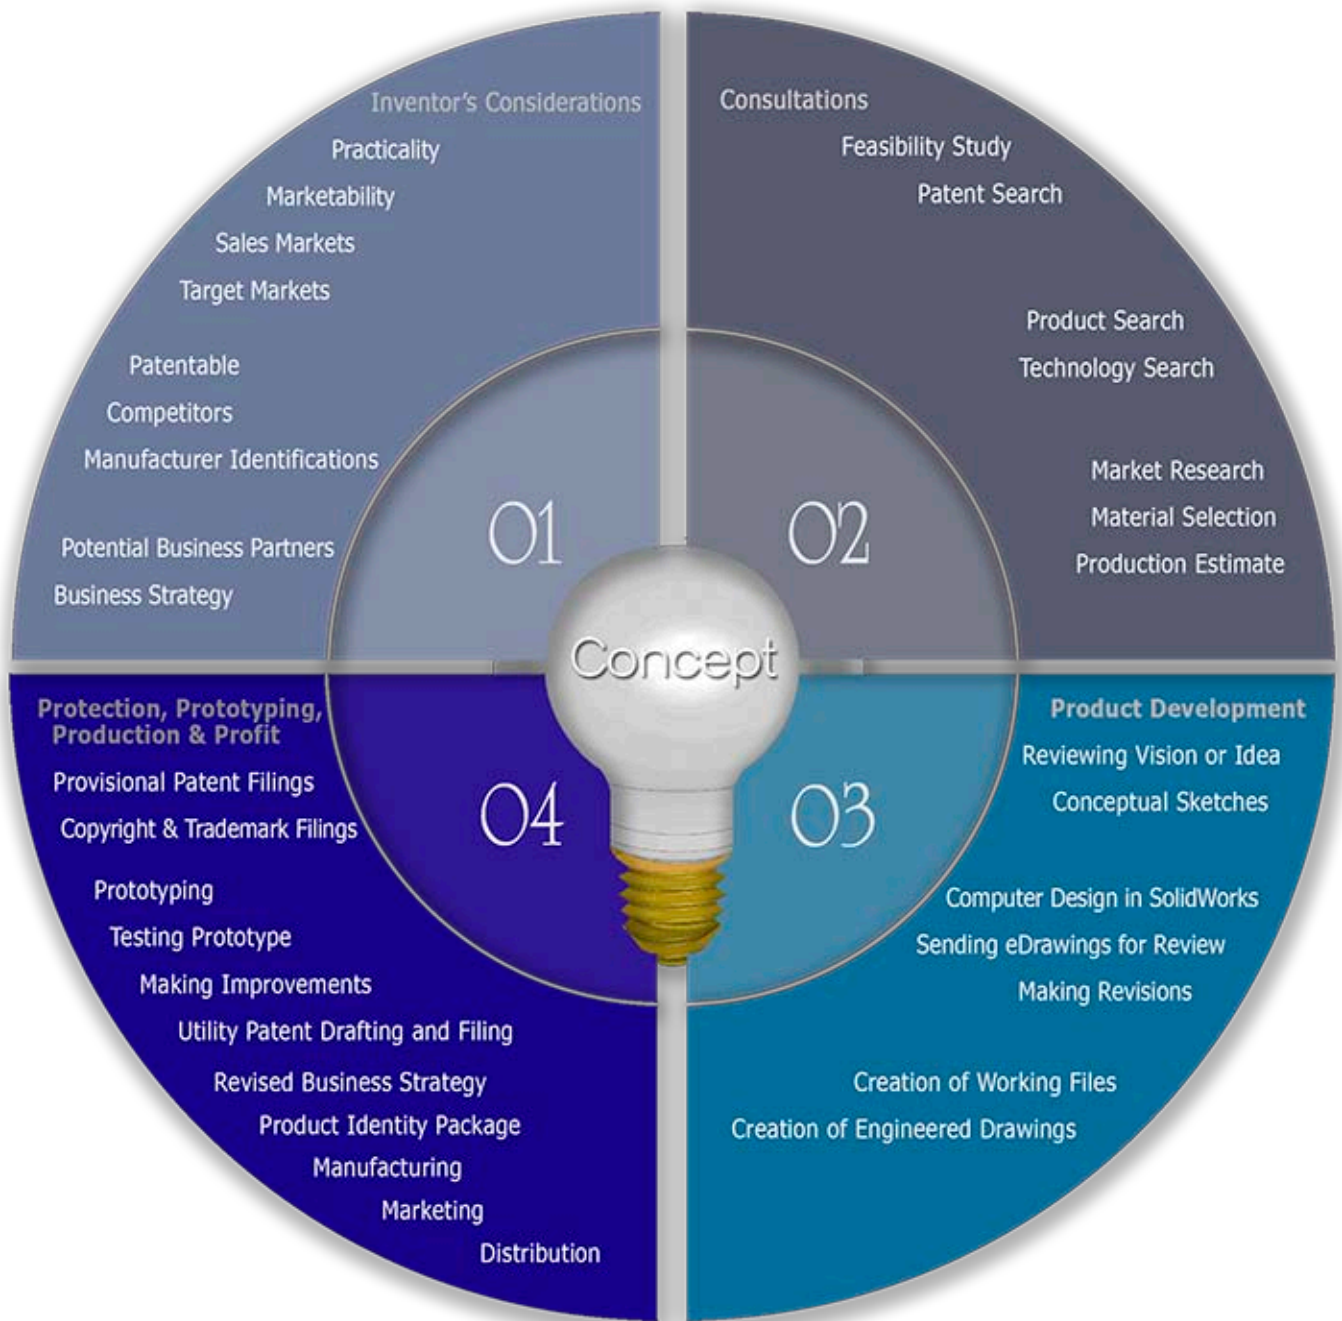 Inventor's Considerations
Practicality
Marketability
Sales Markets
Target Markets
Patentable
Competitors
Manufacturer Identifications
Potential Business Partners
Business Strategy
01
Consultations
Feasibility Study
Patent Search
Product Search
Technology Search
Market Research
Material Selection
Production Estimate
02
Concept
Product Development
Reviewing Vision or Idea
Conceptual Sketches
Computer Design in SolidWorks
Sending eDrawings for Review
Making Revisions
Creation of Working Files
Creation of Engineered Drawings
03
Protection, Prototyping,
Production & Profit
Provisional Patent Filings
Copyright & Trademark Filings
Prototyping
Testing Prototype
Making Improvements
Utility Patent Drafting and Filing
Revised Business Strategy
Product Identity Package
Manufacturing
Marketing
Distribution
04